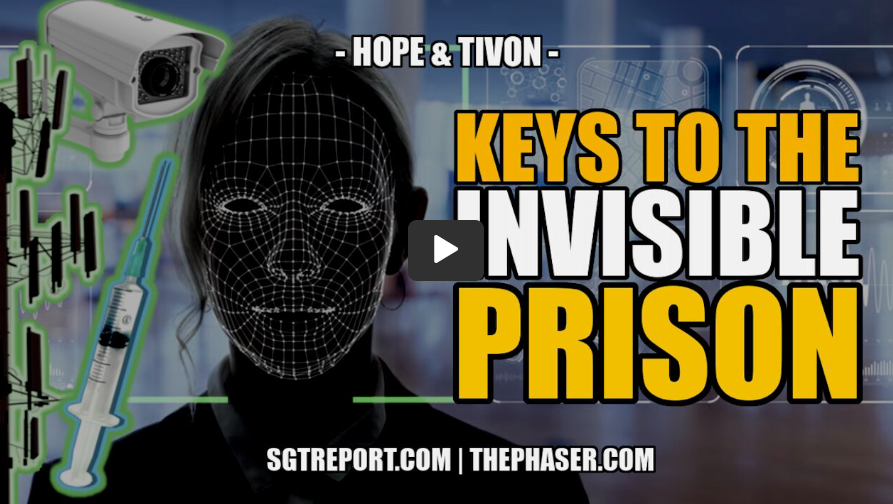 - HOPE & TIVON -
KEYS TO THE
INVISIBLE
PRISON
SGTREPORT.COM | THEPHASER.COM